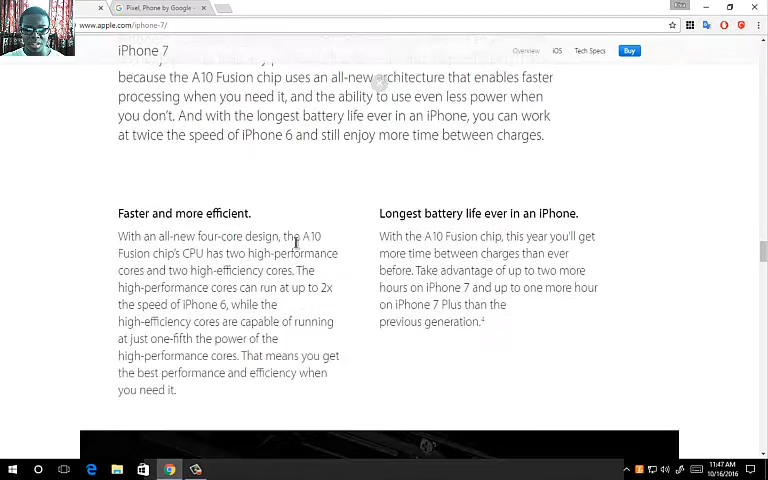 Pixel, Phone by Google -
www.apple.com/iphone-7/
iPhone 7
Overview iOS Tech Specs Buy
because the A10 Fusion chip uses an all-new architecture that enables faster
processing when you need it, and the ability to use even less power when
you don't. And with the longest battery life ever in an iPhone, you can work
at twice the speed of iPhone 6 and still enjoy more time between charges.
Faster and more efficient.
With an all-new four-core design, the A10
Fusion chip's CPU has two high-performance
cores and two high-efficiency cores. The
high-performance cores can run at up to 2x
the speed of iPhone 6, while the
high-efficiency cores are capable of running
at just one-fifth the power of the
high-performance cores. That means you get
the best performance and efficiency when
you need it.
Longest battery life ever in an iPhone.
With the A10 Fusion chip, this year you'll get
more time between charges than ever
before. Take advantage of up to two more
hours on iPhone 7 and up to one more hour
on iPhone 7 Plus than the
previous generation.4
11:47 AM
10/16/2016